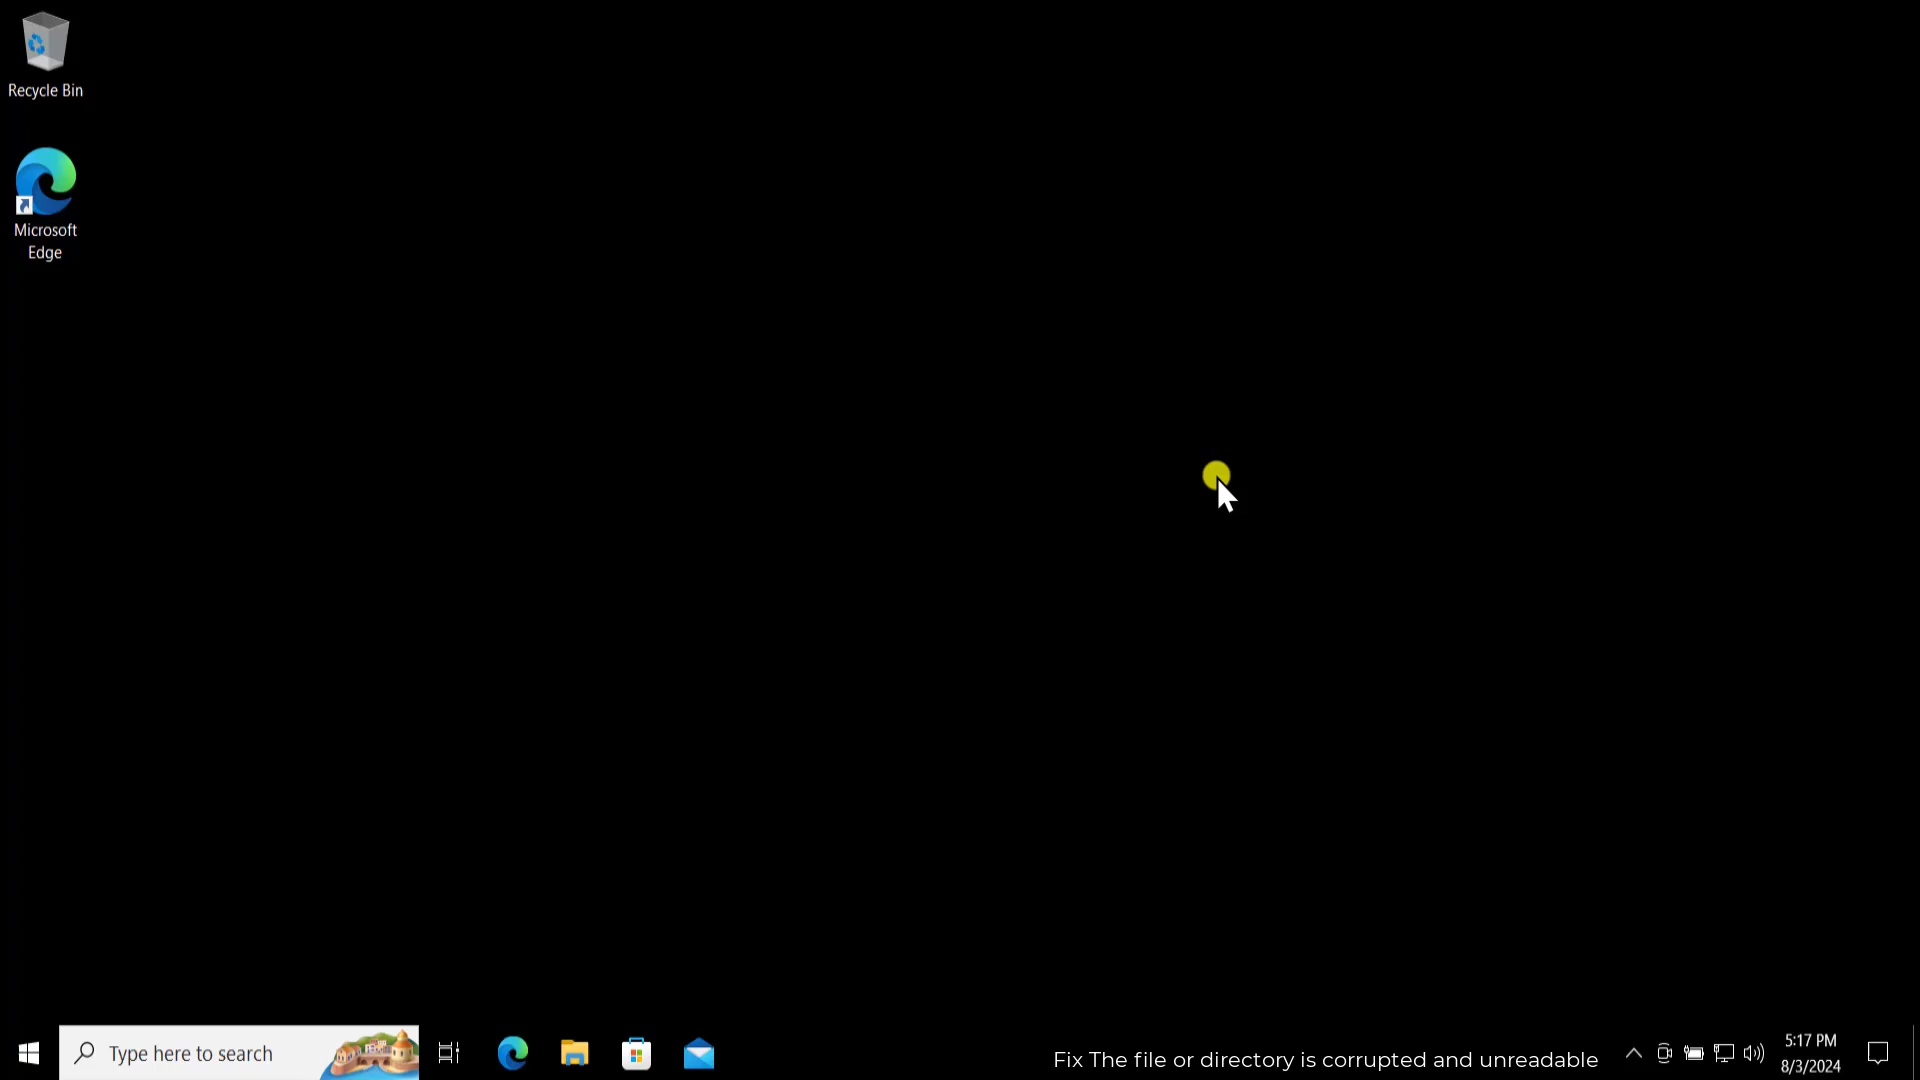 Recycle Bin
Microsoft
Edge
Type here to search
Fix The file or directory is corrupted and unreadable
5:17 PM
8/3/2024